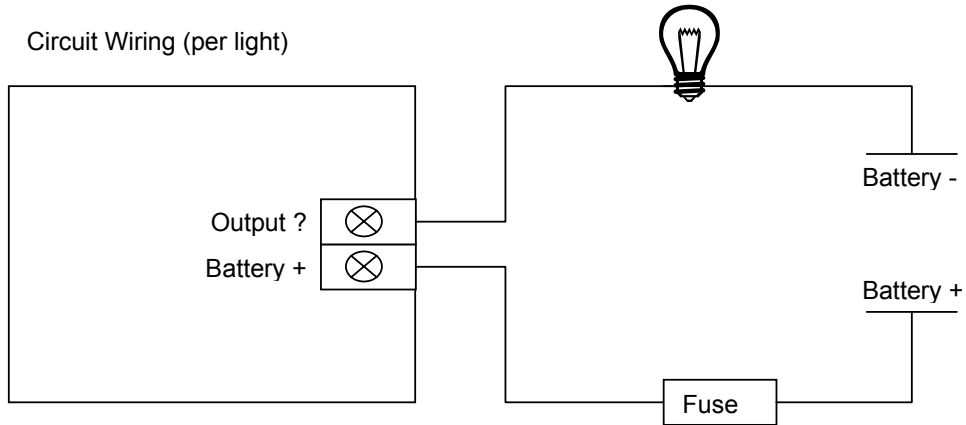 Circuit Wiring (per light)
Output ?
Battery +
Battery -
Battery +
Fuse